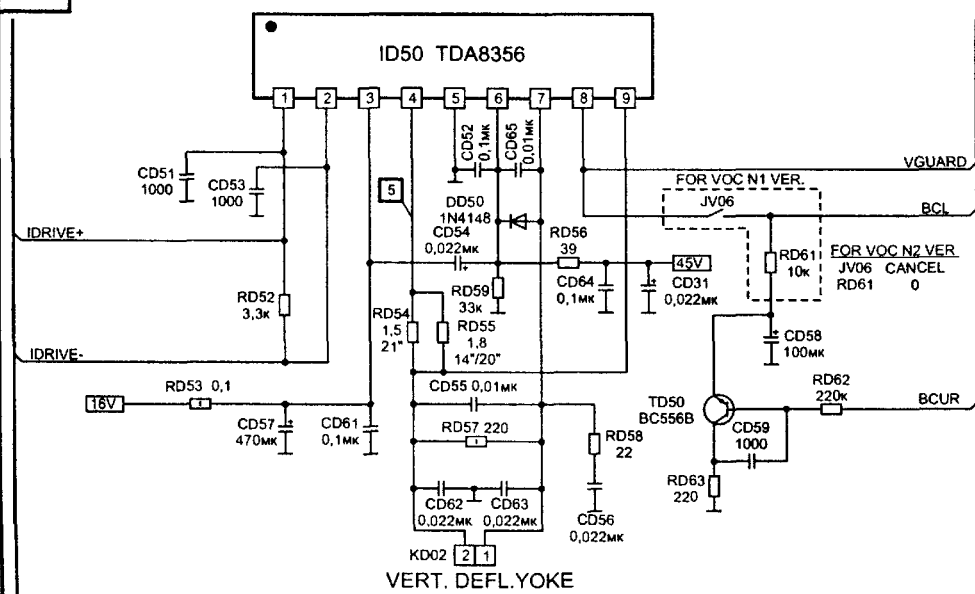 ID50 TDA8356
1 2 3 4 5 6 7 8 9
CD52
0,1мк
CD65
0,01мк
CD51
1000
CD53
1000
5
DD50
1N4148
CD54
0,022мк
+
VGUARD
FOR VOC N1 VER.
JV06
BCL
IDRIVE+
RD56
39
45V
RD61
10к
FOR VOC N2 VER
JV06 CANCEL
RD61 0
RD52
3,3к
RD59
33к
CD64
0,1мк
+
CD31
0,022мк
RD54
1,5
21"
RD55
1,8
14"/20"
+
CD58
100мк
IDRIVE-
RD53 0,1
16V
CD55 0,01мк
RD62
220к
BCUR
TD50
BC556B
CD57
470мк
+
CD61
0,1мк
RD57 220
RD58
22
CD59
1000
RD63
220
CD62
0,022мк
CD63
0,022мк
CD56
0,022мк
KD02 2 1
VERT. DEFL.YOKE